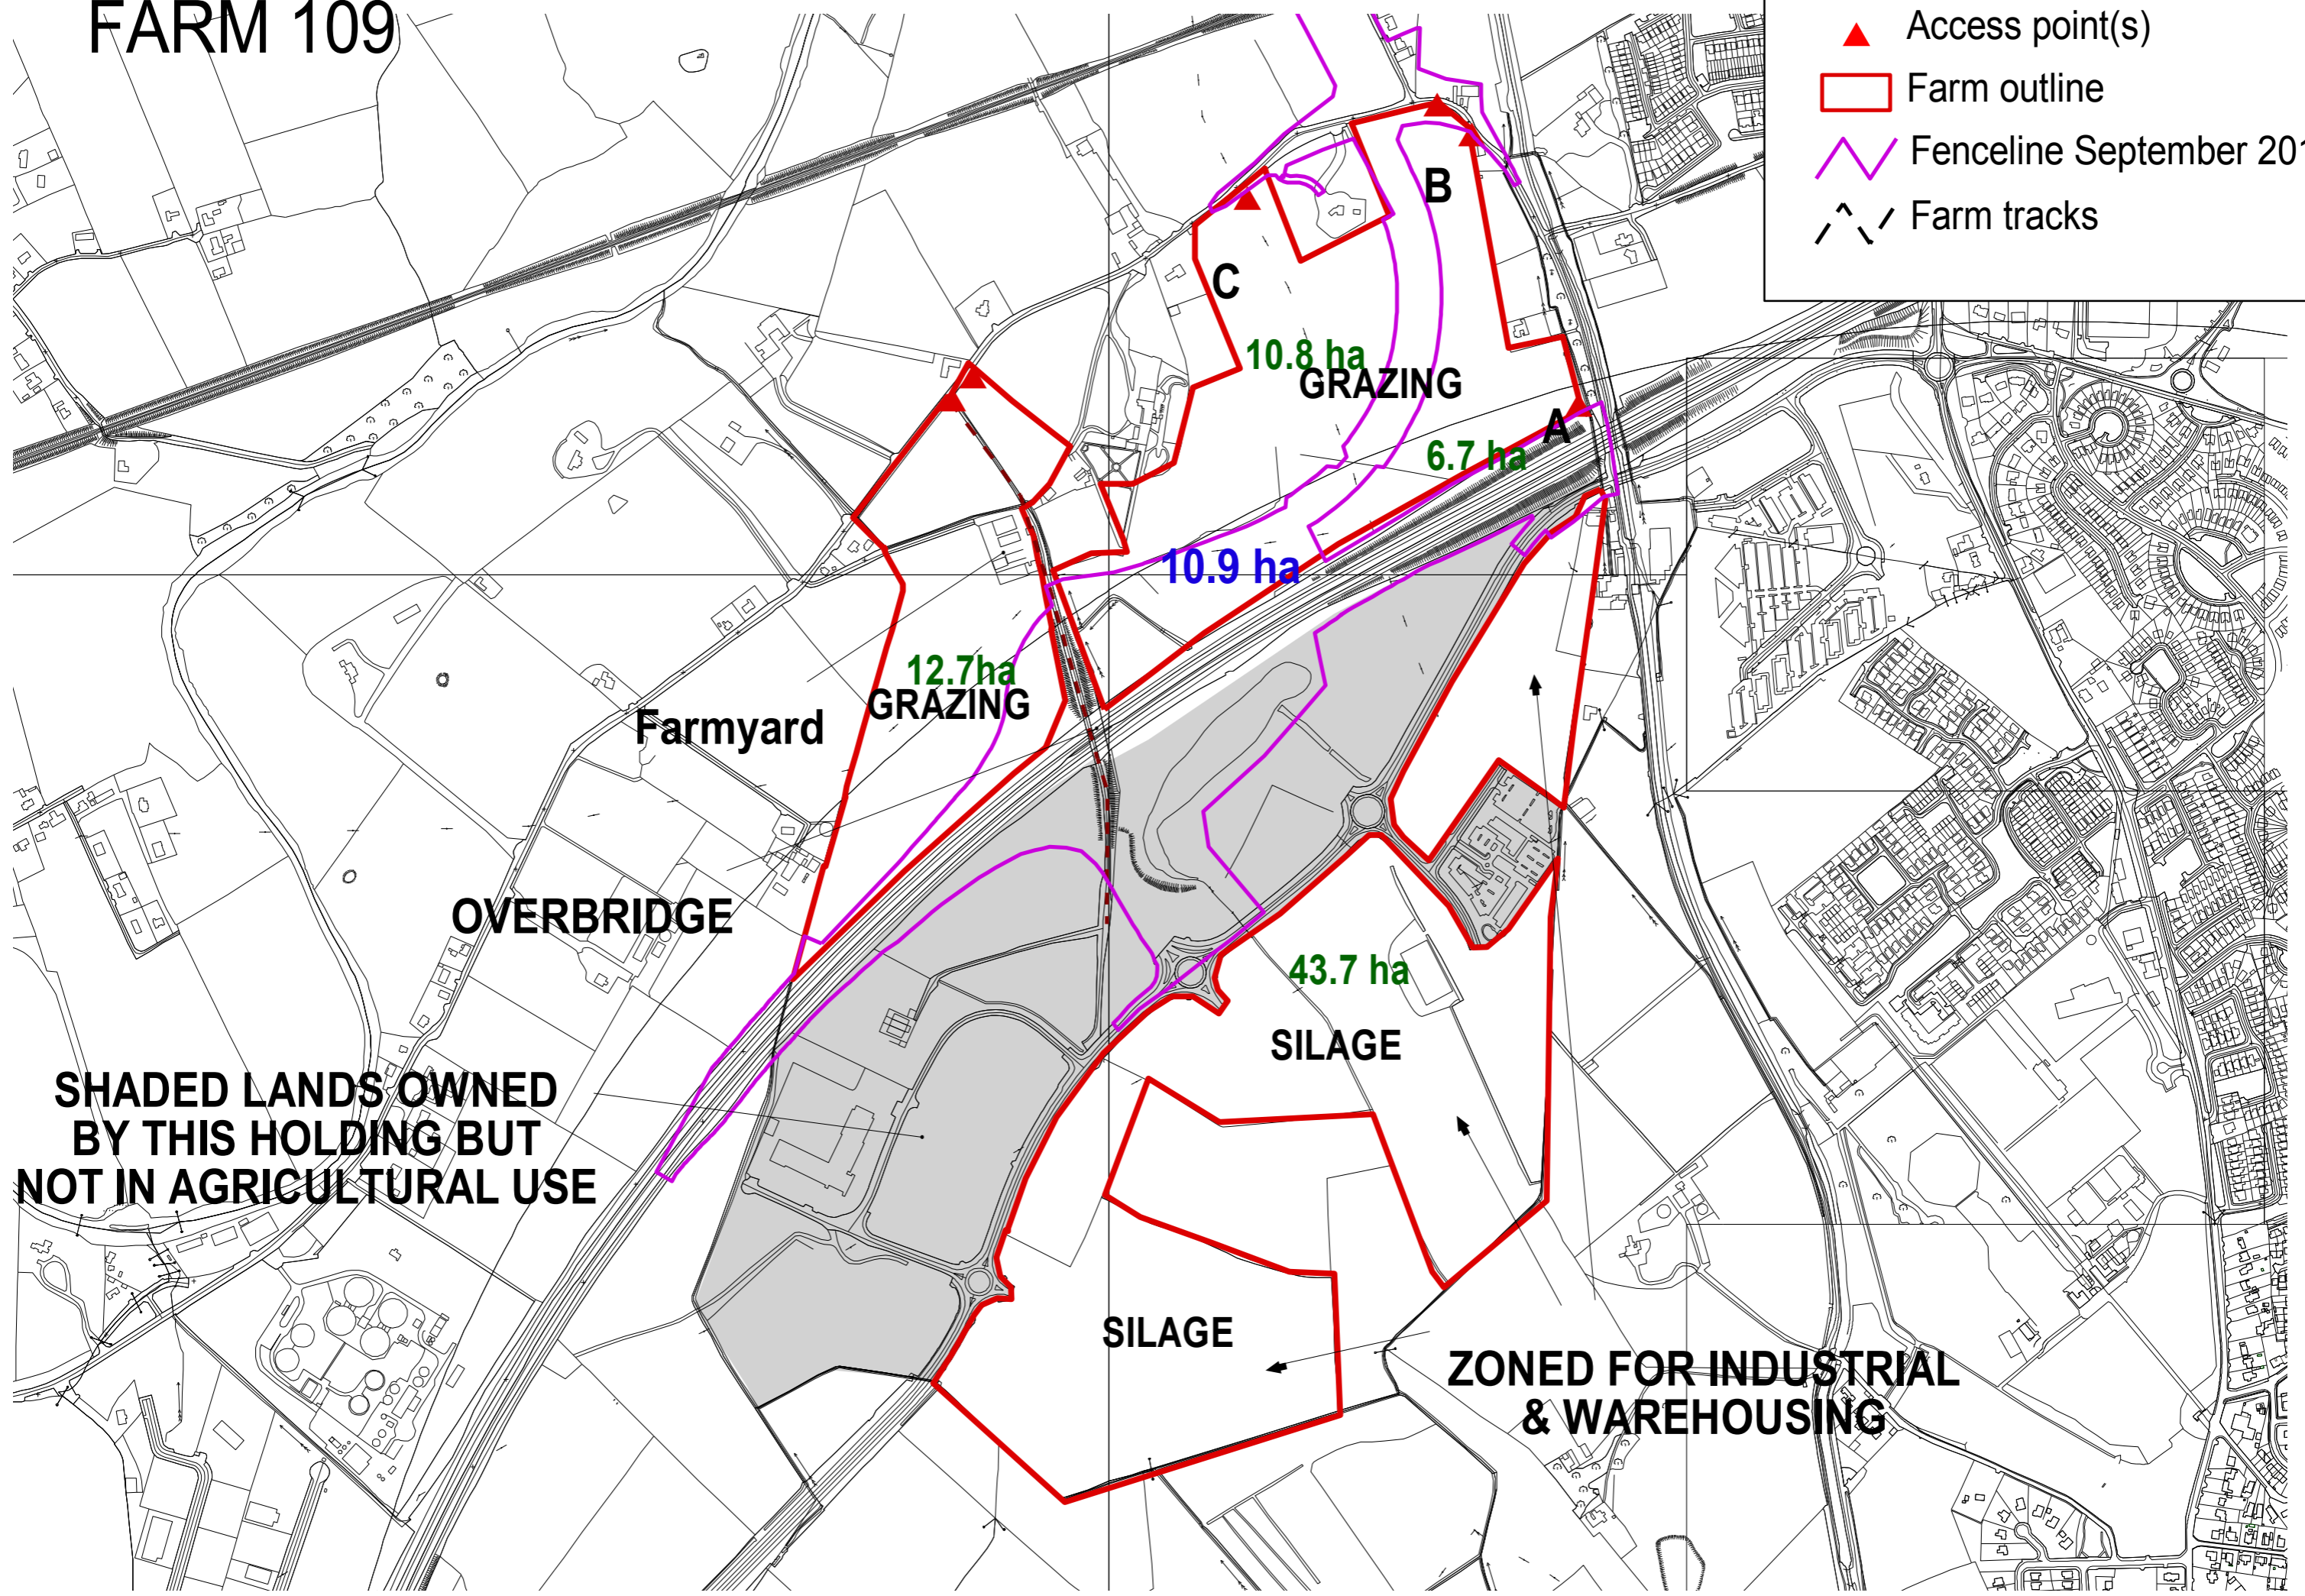 FARM 109
Access point(s)
Farm outline
Fenceline September 201
Farm tracks
B
C
10.8 ha
GRAZING
A
6.7 ha
10.9 ha
12.7ha
GRAZING
Farmyard
OVERBRIDGE
43.7 ha
SILAGE
SHADED LANDS OWNED
BY THIS HOLDING BUT
NOT IN AGRICULTURAL USE
SILAGE
ZONED FOR INDUSTRIAL
& WAREHOUSING